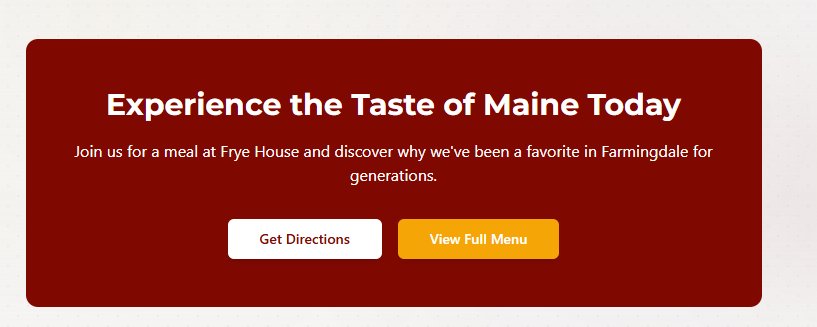 Experience the Taste of Maine Today
Join us for a meal at Frye House and discover why we've been a favorite in Farmingdale for
generations.
Get Directions
View Full Menu